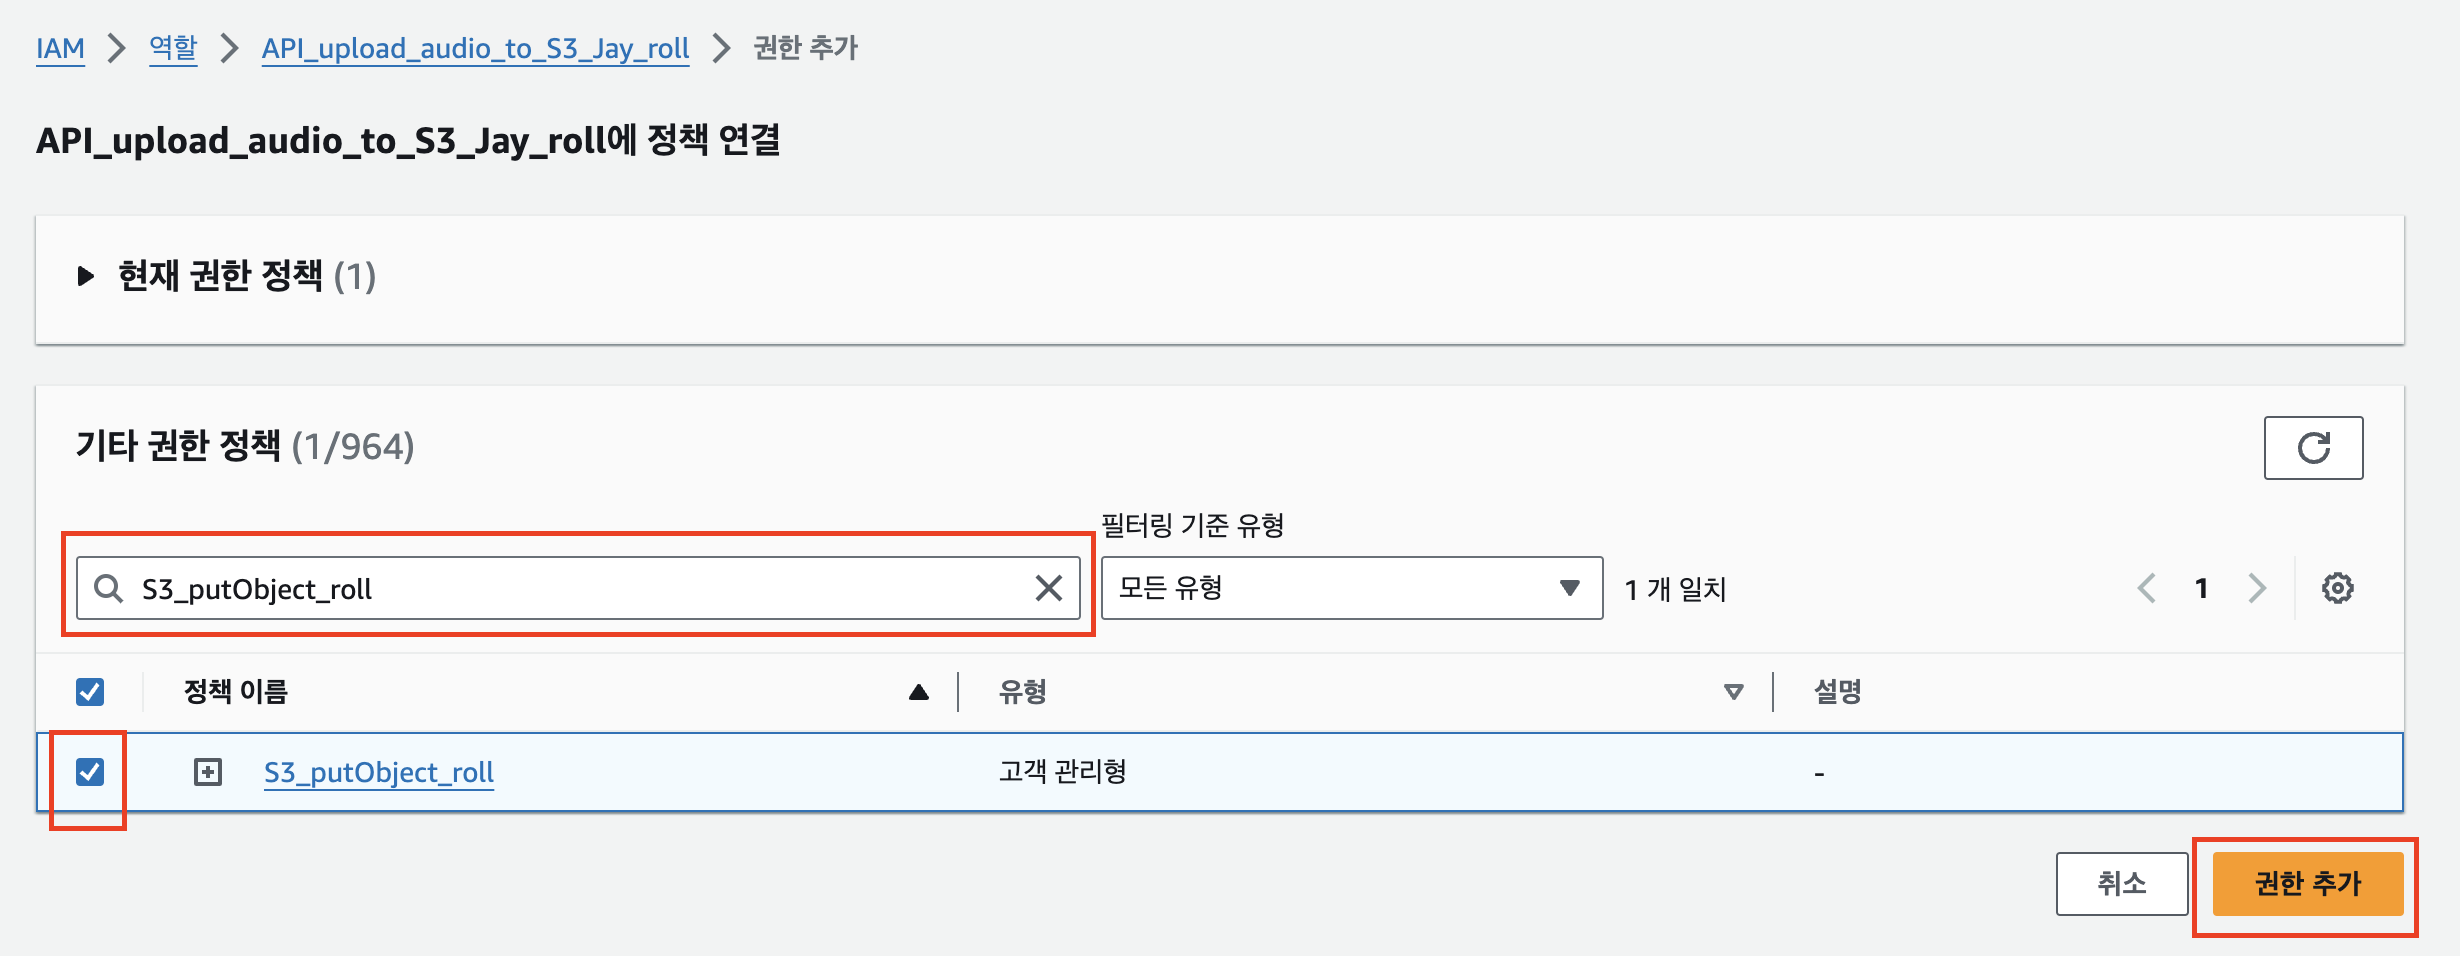 IAM 역할 API_upload_audio_to_S3_Jay_roll 권한 추가
API_upload_audio_to_S3_Jay_roll에 정책 연결
현재 권한 정책 (1)
기타 권한 정책 (1/964)
필터링 기준 유형
S3_putObject_roll 모든 유형 1 개 일치 1
정책 이름 유형 설명
S3_putObject_roll 고객 관리형 -
취소 권한 추가